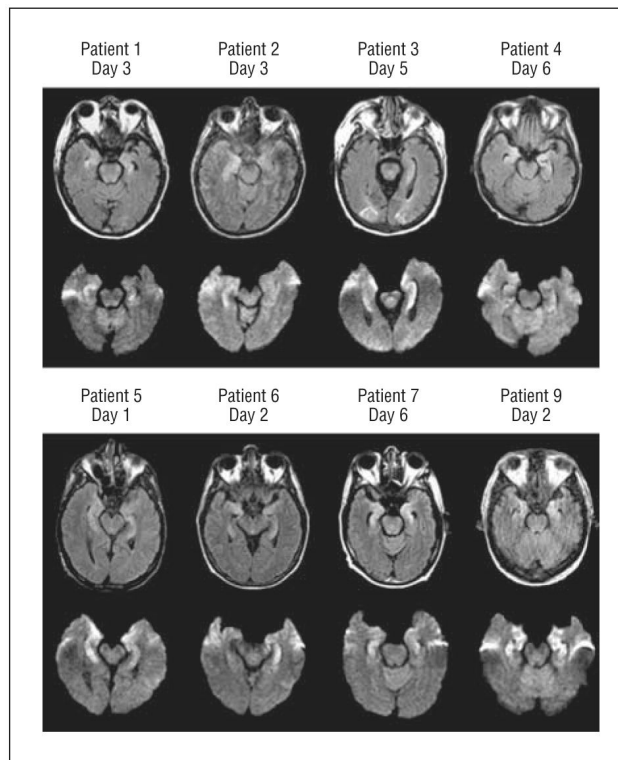 Patient 1
Day 3
Patient 2
Day 3
Patient 3
Day 5
Patient 4
Day 6
Patient 5
Day 1
Patient 6
Day 2
Patient 7
Day 6
Patient 9
Day 2